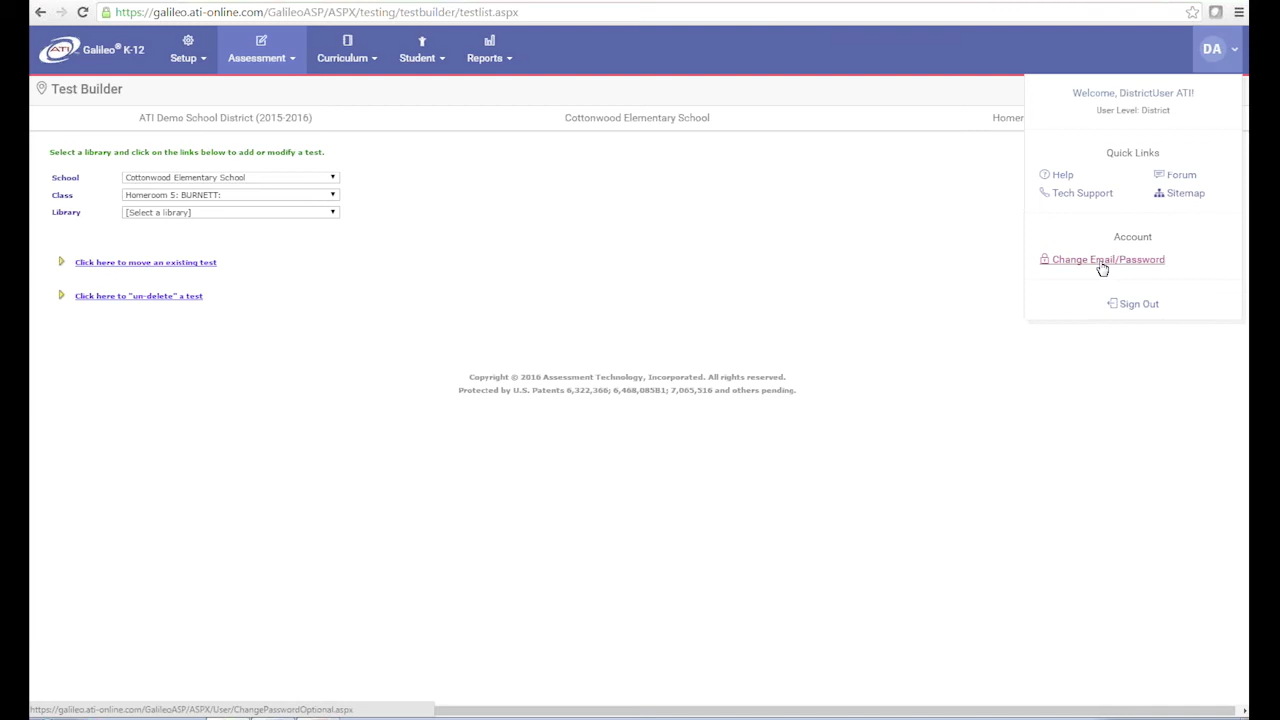 https://galileo.ati-online.com/GalileoASP/ASPX/testing/testbuilder/testlist.aspx
ATI Galileo® K-12 Setup Assessment Curriculum Student Reports DA
Test Builder
Welcome, DistrictUser ATI!
User Level: District
ATI Demo School District (2015-2016) Cottonwood Elementary School Homer
Select a library and click on the links below to add or modify a test.
Quick Links
School Cottonwood Elementary School
Help Forum
Class Homeroom 5: BURNETT:
Tech Support Sitemap
Library [Select a library]
Account
Click here to move an existing test
Change Email/Password
Click here to "un-delete" a test
Sign Out
Copyright © 2016 Assessment Technology, Incorporated. All rights reserved.
Protected by U.S. Patents 6,322,366; 6,468,085B1; 7,065,516 and others pending.
https://galileo.ati-online.com/GalileoASP/ASPX/User/ChangePasswordOptional.aspx